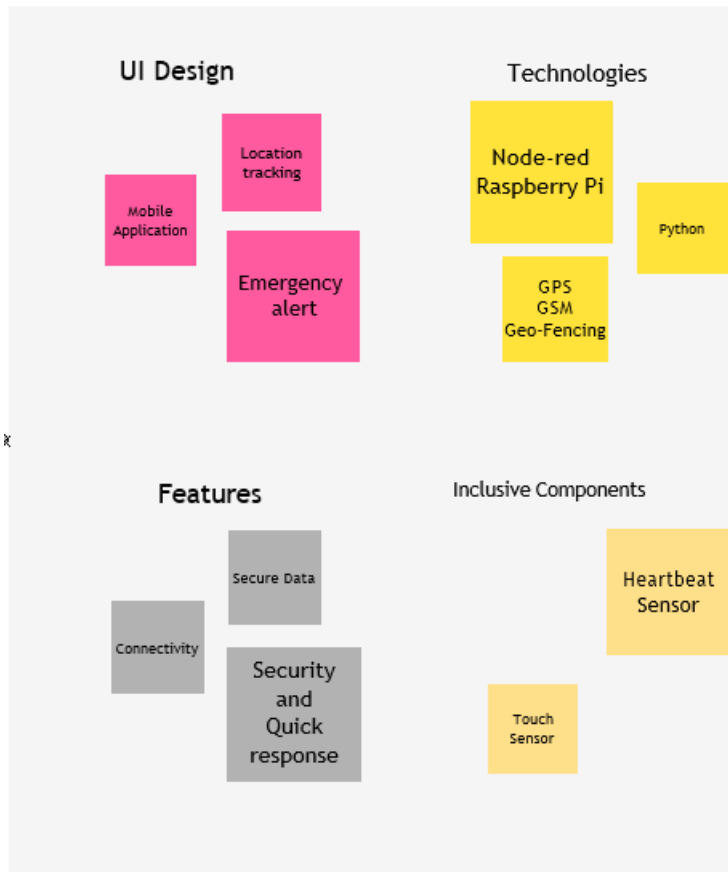 UI Design
Location
tracking
Mobile
Application
Emergency
alert
Technologies
Node-red
Raspberry Pi
Python
GPS
GSM
Geo-Fencing
Features
Secure Data
Connectivity
Security
and
Quick
response
Inclusive Components
Heartbeat
Sensor
Touch
Sensor